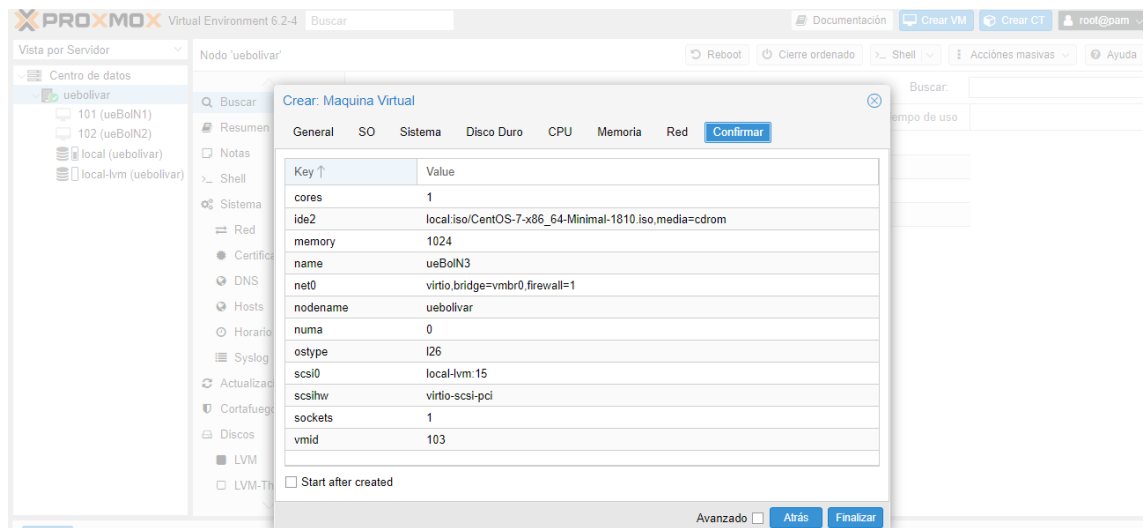 PROXMOX Virtual Environment 6.2-4 Buscar
Documentación Crear VM Crear CT root@pam
Vista por Servidor
Nodo 'uebolivar'
Reboot Cierre ordenado Shell Acciónes masivas Ayuda
Centro de datos
uebolivar
101 (ueBolN1)
102 (ueBolN2)
local (uebolivar)
local-lvm (uebolivar)
Buscar
Resumen
Notas
Shell
Sistema
Red
DNS
Hosts
Horario
Syslog
Discos
LVM
Buscar:
de uso
Crear: Maquina Virtual
General SO Sistema Disco Duro CPU Memoria Red Confirmar
Key Value
cores 1
ide2 local:iso/CentOS-7-x86_64-Minimal-1810.iso,media=cdrom
memory 1024
name ueBolN3
net0 virtio,bridge=vmbr0,firewall=1
nodename uebolivar
numa 0
ostype l26
scsi0 local-lvm:15
scsihw virtio-scsi-pci
sockets 1
vmid 103
Start after created
Avanzado Atrás Finalizar